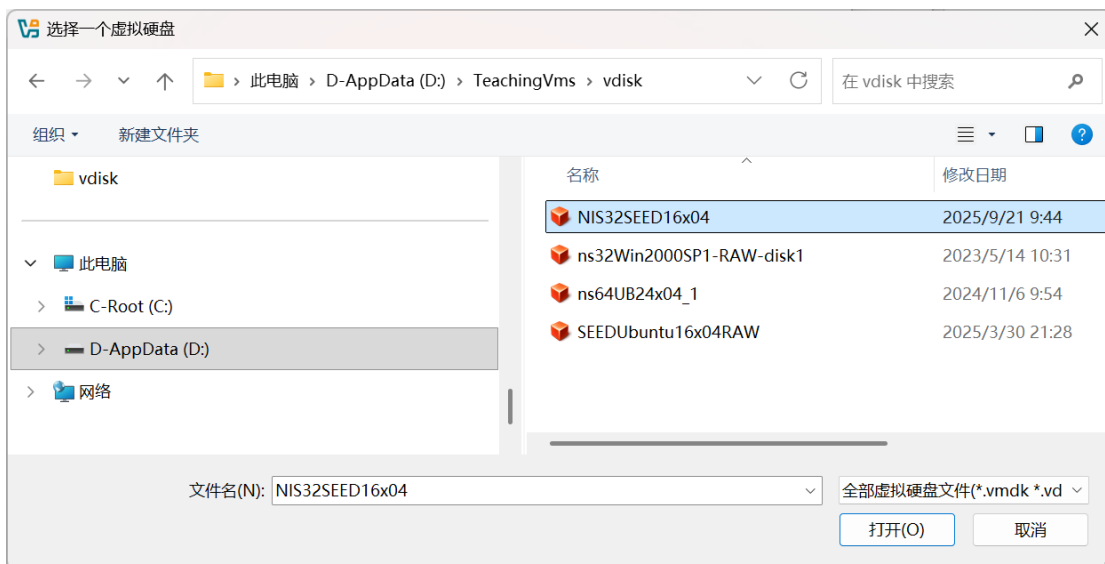 选择一个虚拟硬盘
此电脑 > D-AppData (D:) > TeachingVms > vdisk
在 vdisk 中搜索
组织 新建文件夹
vdisk
此电脑
C-Root (C:)
D-AppData (D:)
网络
名称 修改日期
NIS32SEED16x04 2025/9/21 9:44
ns32Win2000SP1-RAW-disk1 2023/5/14 10:31
ns64UB24x04_1 2024/11/6 9:54
SEEDUbuntu16x04RAW 2025/3/30 21:28
文件名(N): NIS32SEED16x04 全部虚拟硬盘文件(*.vmdk *.vd
打开(O) 取消